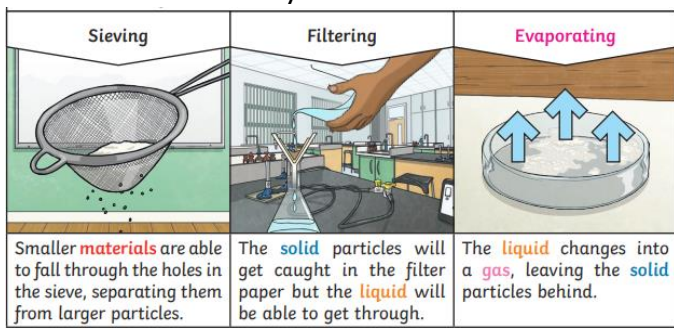 Sieving
Filtering
Evaporating
Smaller materials are able
to fall through the holes in
the sieve, separating them
from larger particles.
The solid particles will
get caught in the filter
paper but the liquid will
be able to get through.
The liquid changes into
a gas, leaving the solid
particles behind.